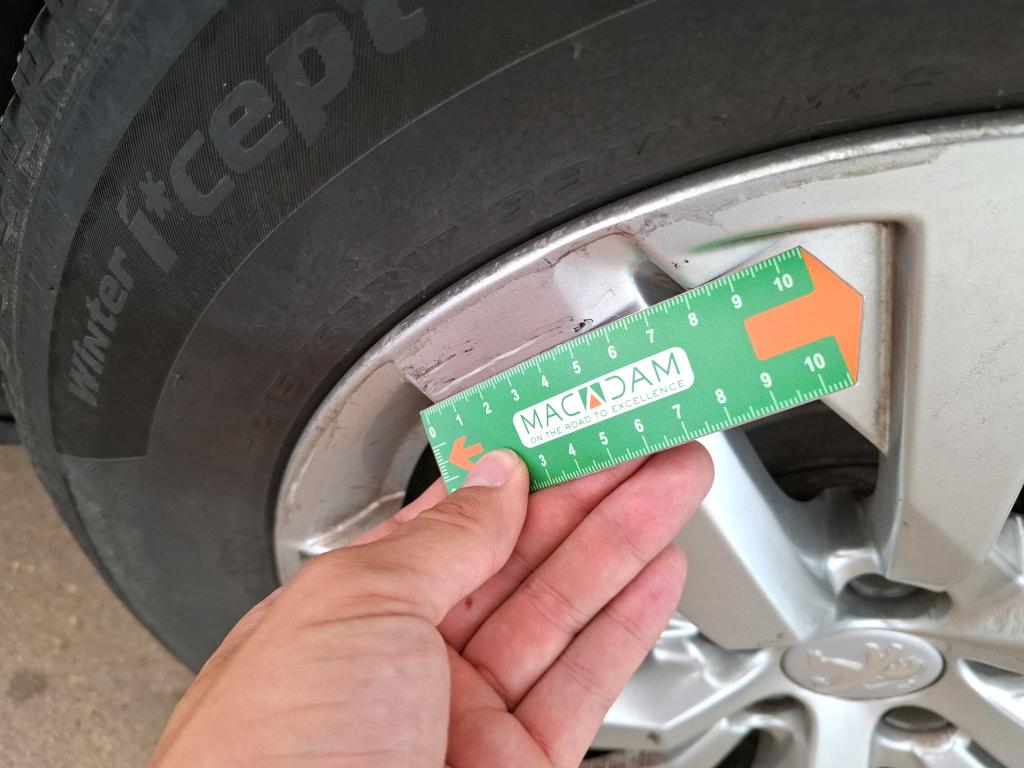 Winter i*cept
0 1 2 3 4 5 6 7 8 9 10
MACADAM
ON THE ROAD TO EXCELLENCE
3 4 5 6 7 8 9 10